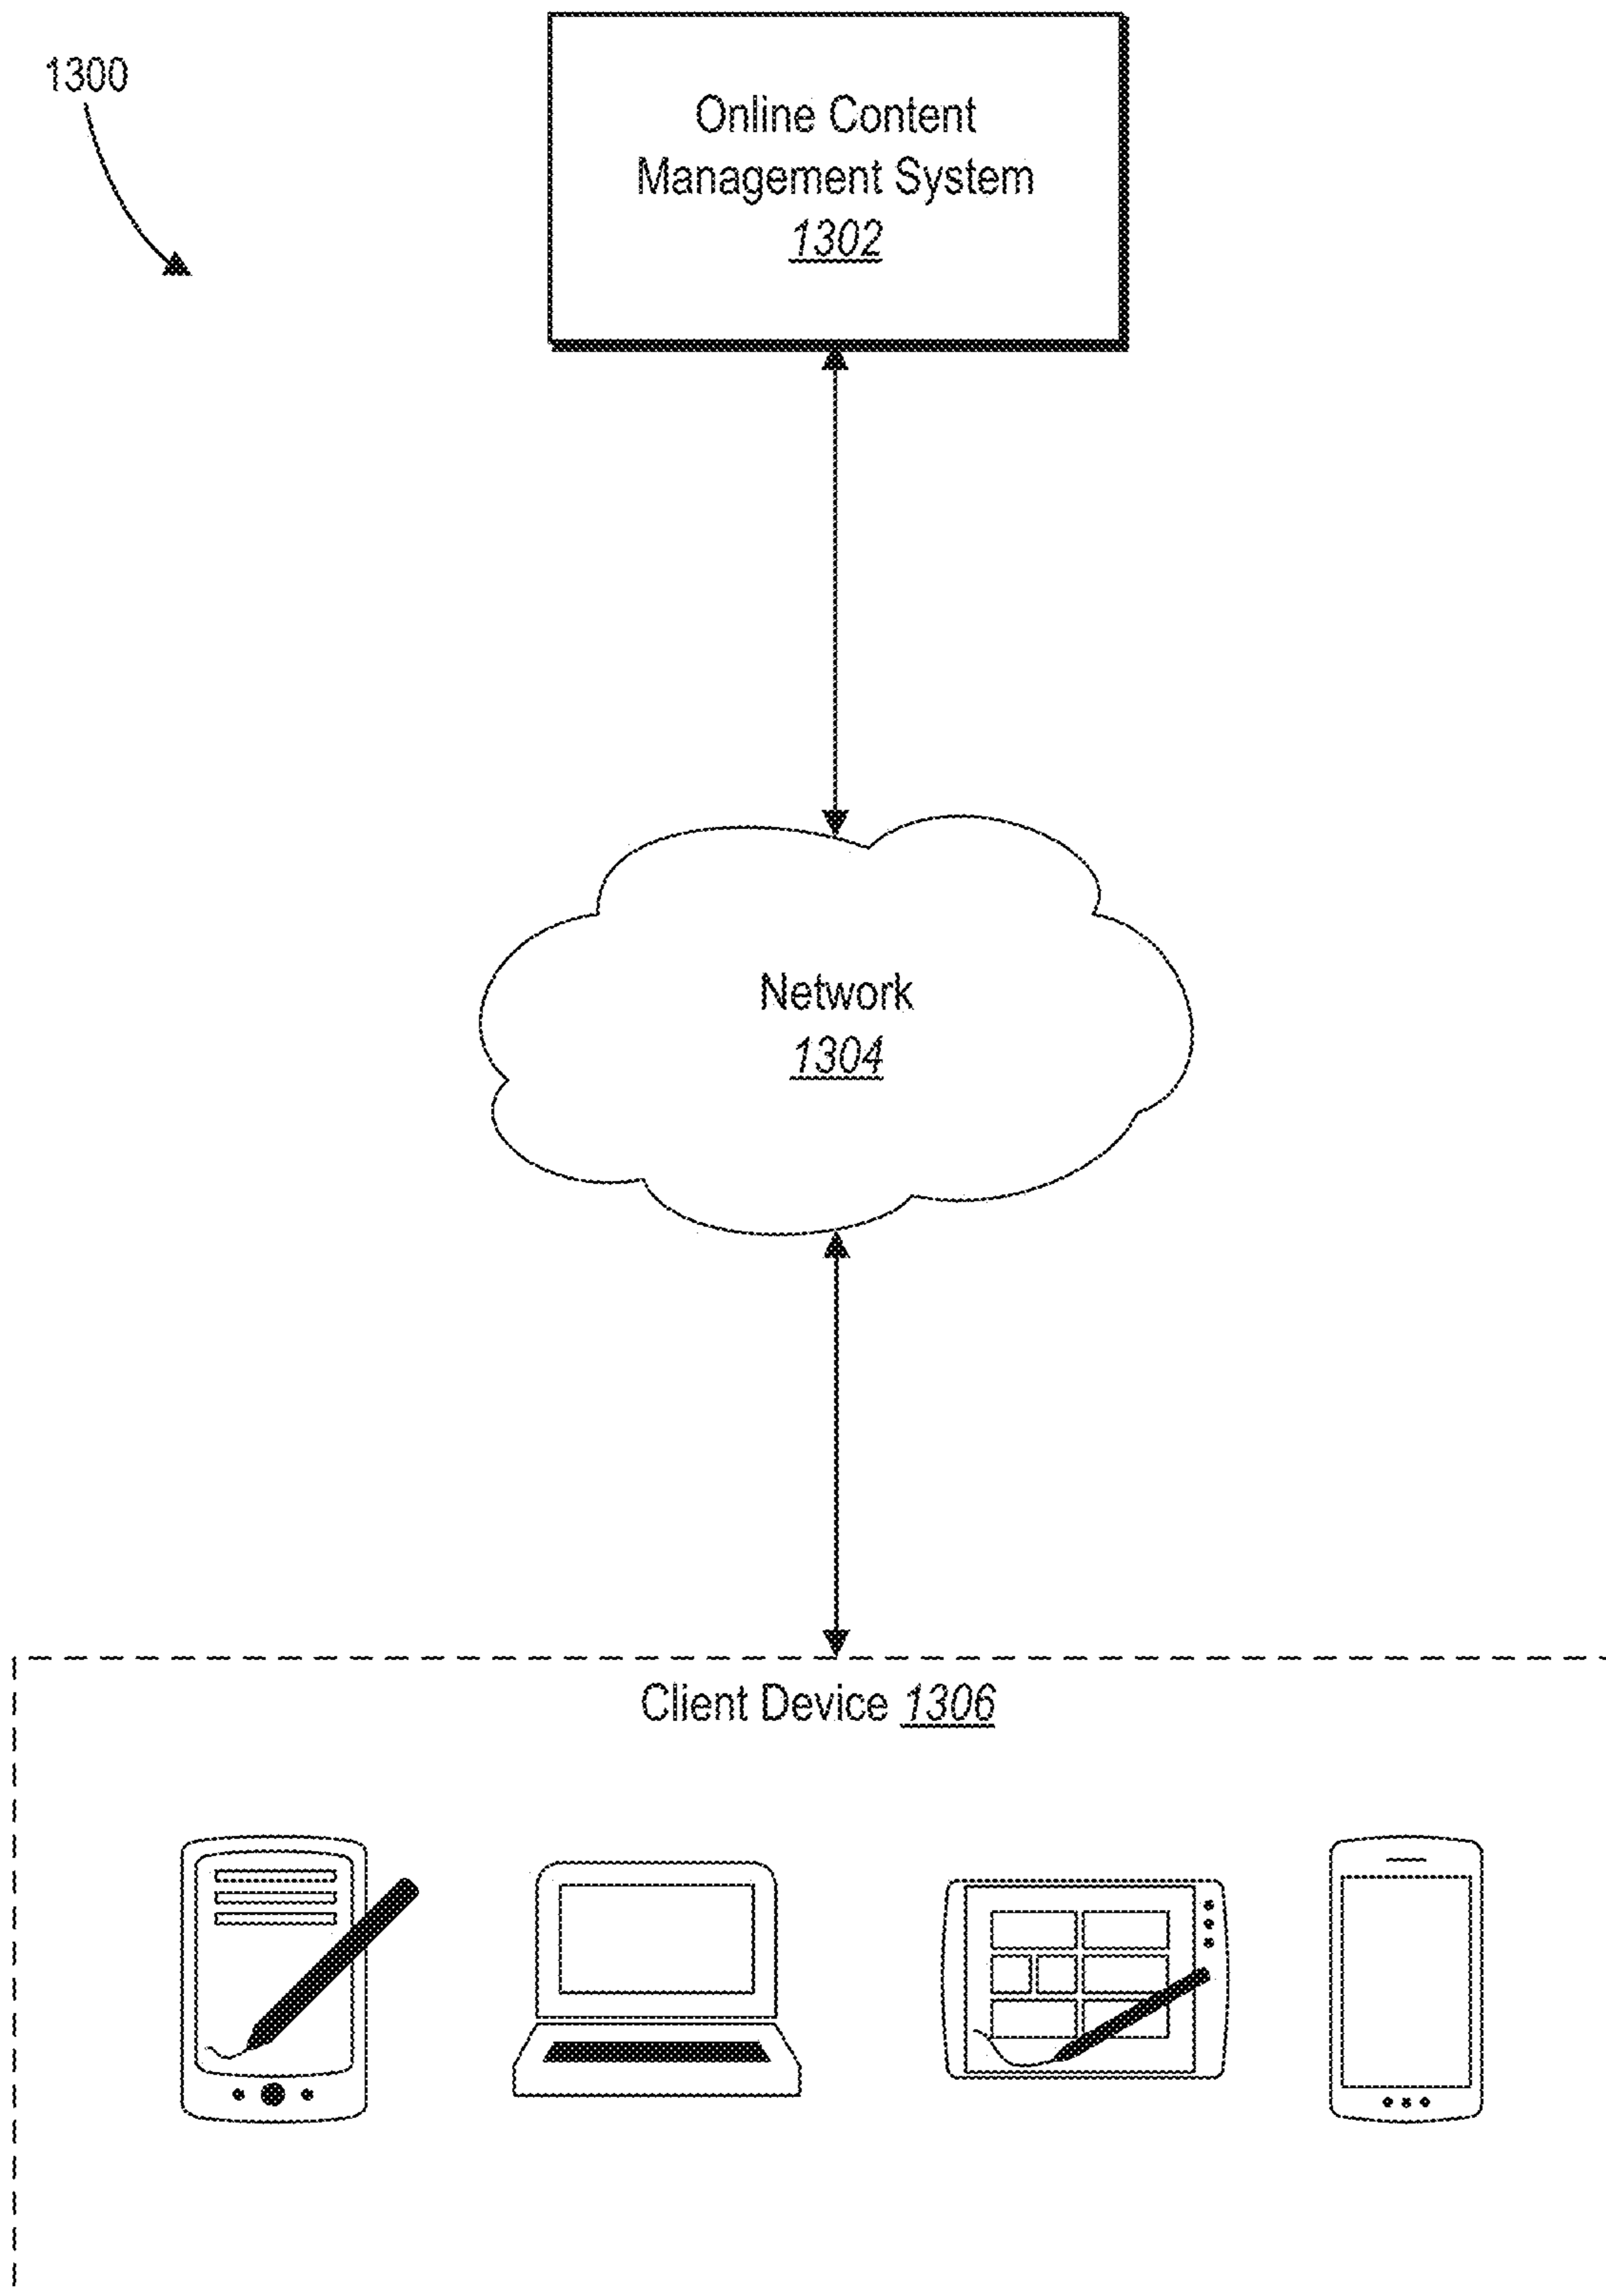 1300
Online Content
Management System
1302
Network
1304
Client Device 1306